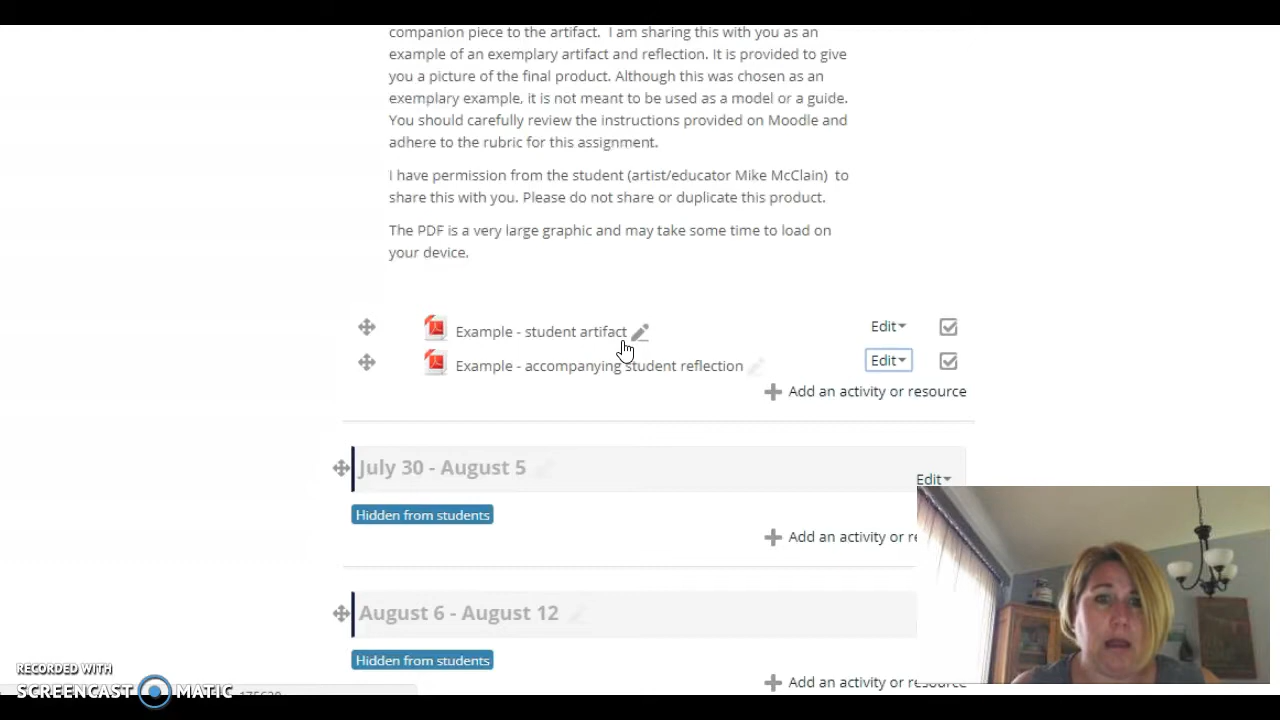 companion piece to the artifact.  I am sharing this with you as an
example of an exemplary artifact and reflection. It is provided to give
you a picture of the final product. Although this was chosen as an
exemplary example, it is not meant to be used as a model or a guide.
You should carefully review the instructions provided on Moodle and
adhere to the rubric for this assignment.
I have permission from the student (artist/educator Mike McClain)  to
share this with you. Please do not share or duplicate this product.
The PDF is a very large graphic and may take some time to load on
your device.
Example - student artifact Edit
Example - accompanying student reflection Edit
Add an activity or resource
July 30 - August 5
Edit
Hidden from students
Add an activity or re
August 6 - August 12
Hidden from students
Add an activity or resource
RECORDED WITH
SCREENCAST MATIC